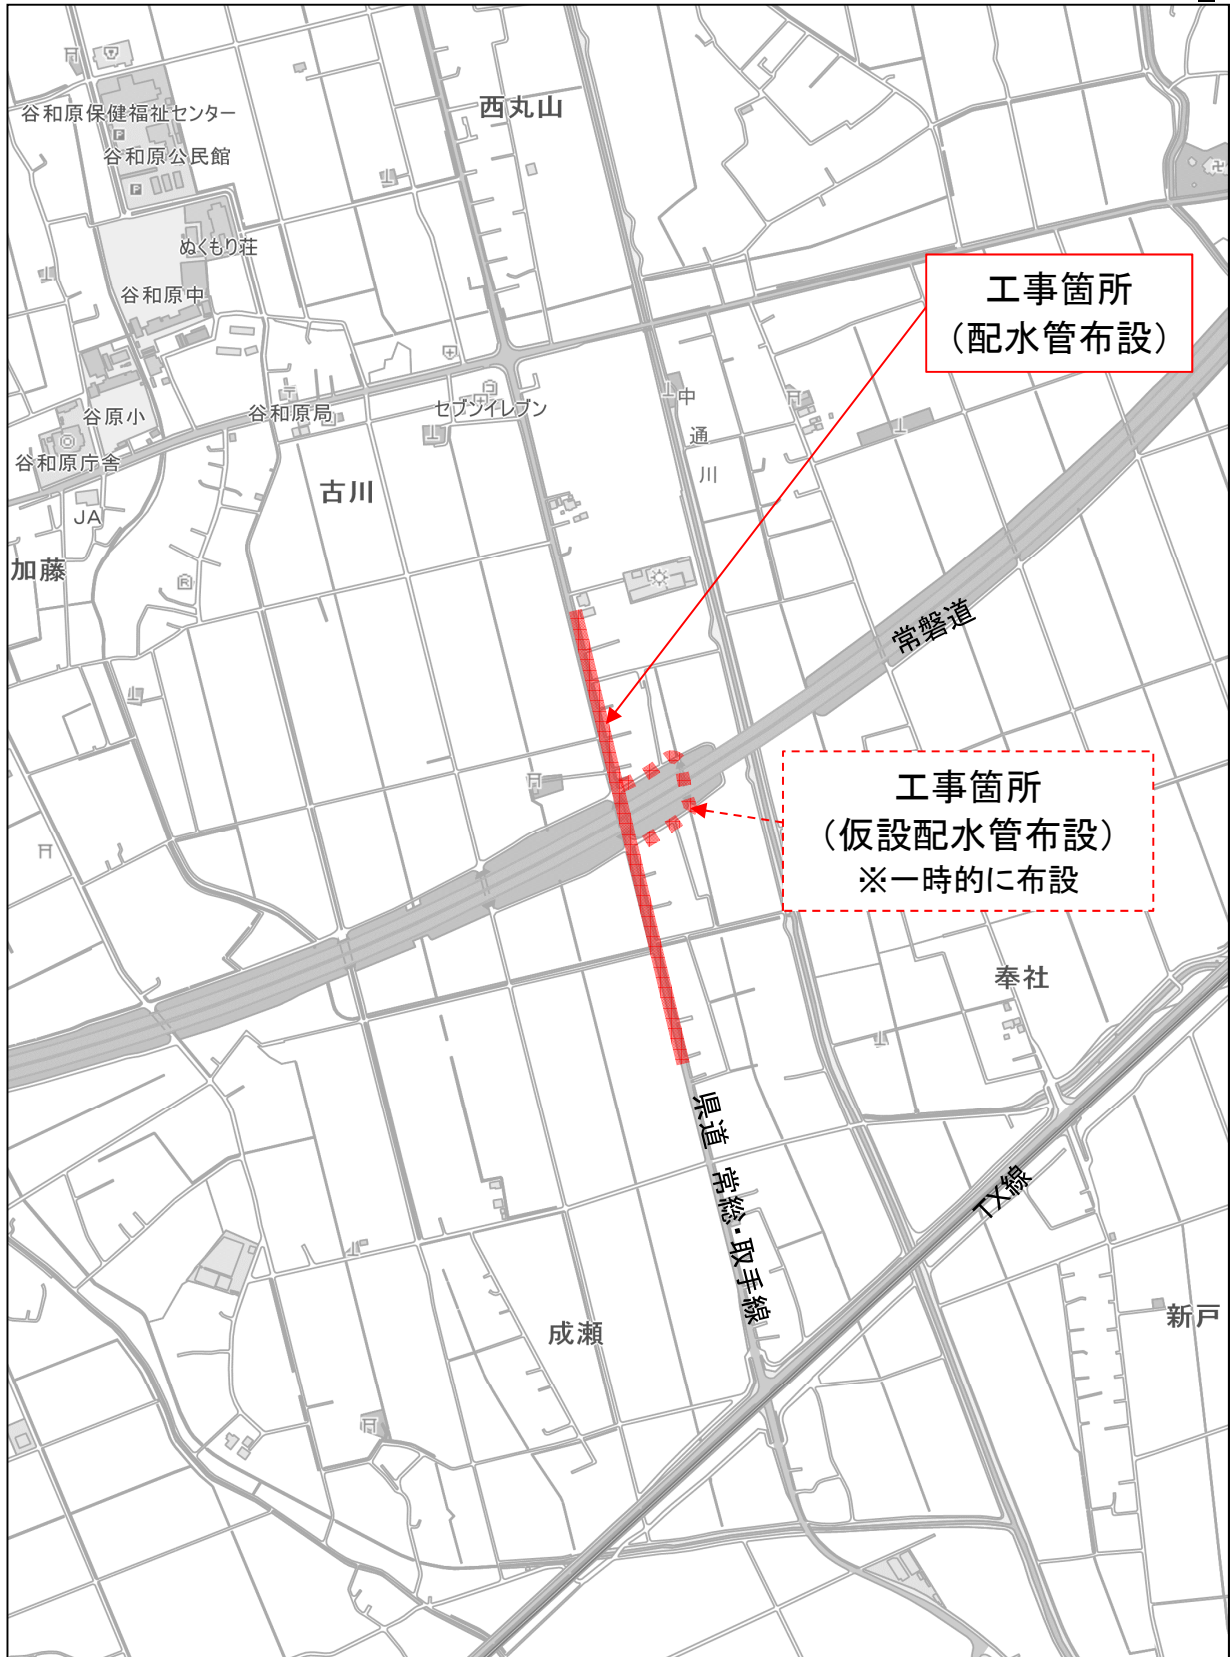 西丸山
谷和原保健福祉センター
谷和原公民館
ぬくもり荘
谷和原中
工事箇所
（配水管布設）
谷原小
谷和原局
セブンイレブン
中通川
谷和原庁舎
古川
JA
加藤
常磐道
工事箇所
（仮設配水管布設）
※一時的に布設
奉社
県道 常総・取手線
TX線
成瀬
新戸